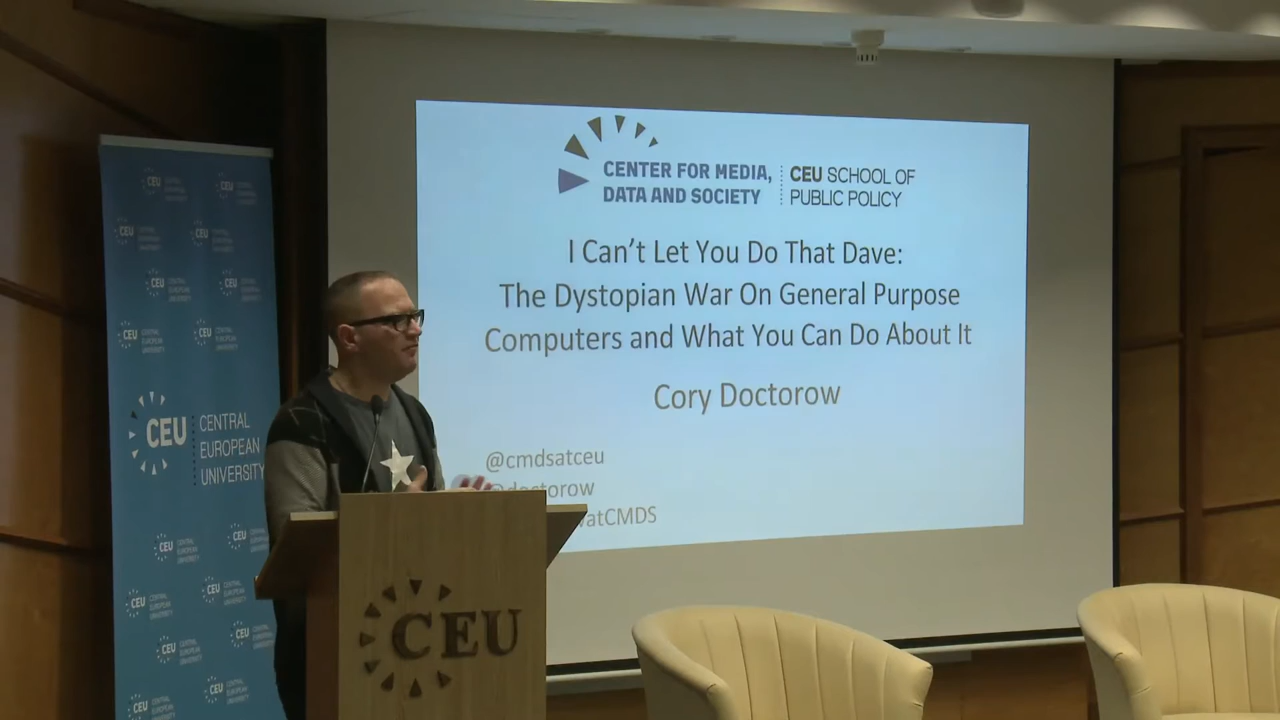 CENTER FOR MEDIA,
DATA AND SOCIETY
CEU SCHOOL OF
PUBLIC POLICY
I Can't Let You Do That Dave:
The Dystopian War On General Purpose
Computers and What You Can Do About It
Cory Doctorow
@cmdsatceu
@doctorow
atCMDS
CEU
CENTRAL
EUROPEAN
UNIVERSITY
CEU